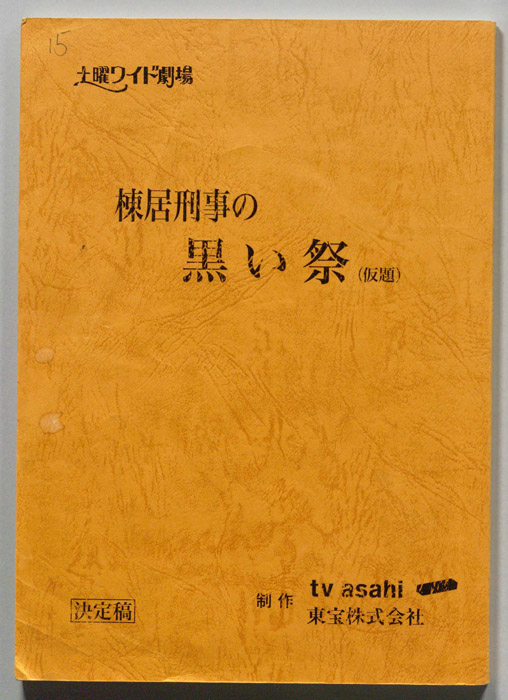 15
土曜ワイド劇場
棟居刑事の
黒い祭(仮題)
決定稿
制作 tv asahi
東宝株式会社